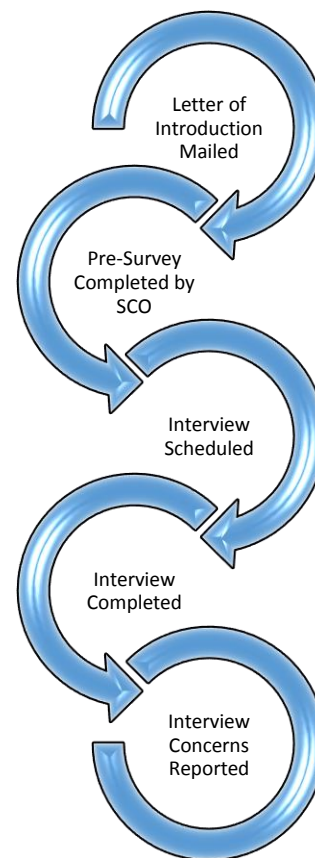 Letter of
Introduction
Mailed
Pre-Survey
Completed by
SCO
Interview
Scheduled
Interview
Completed
Interview
Concerns
Reported